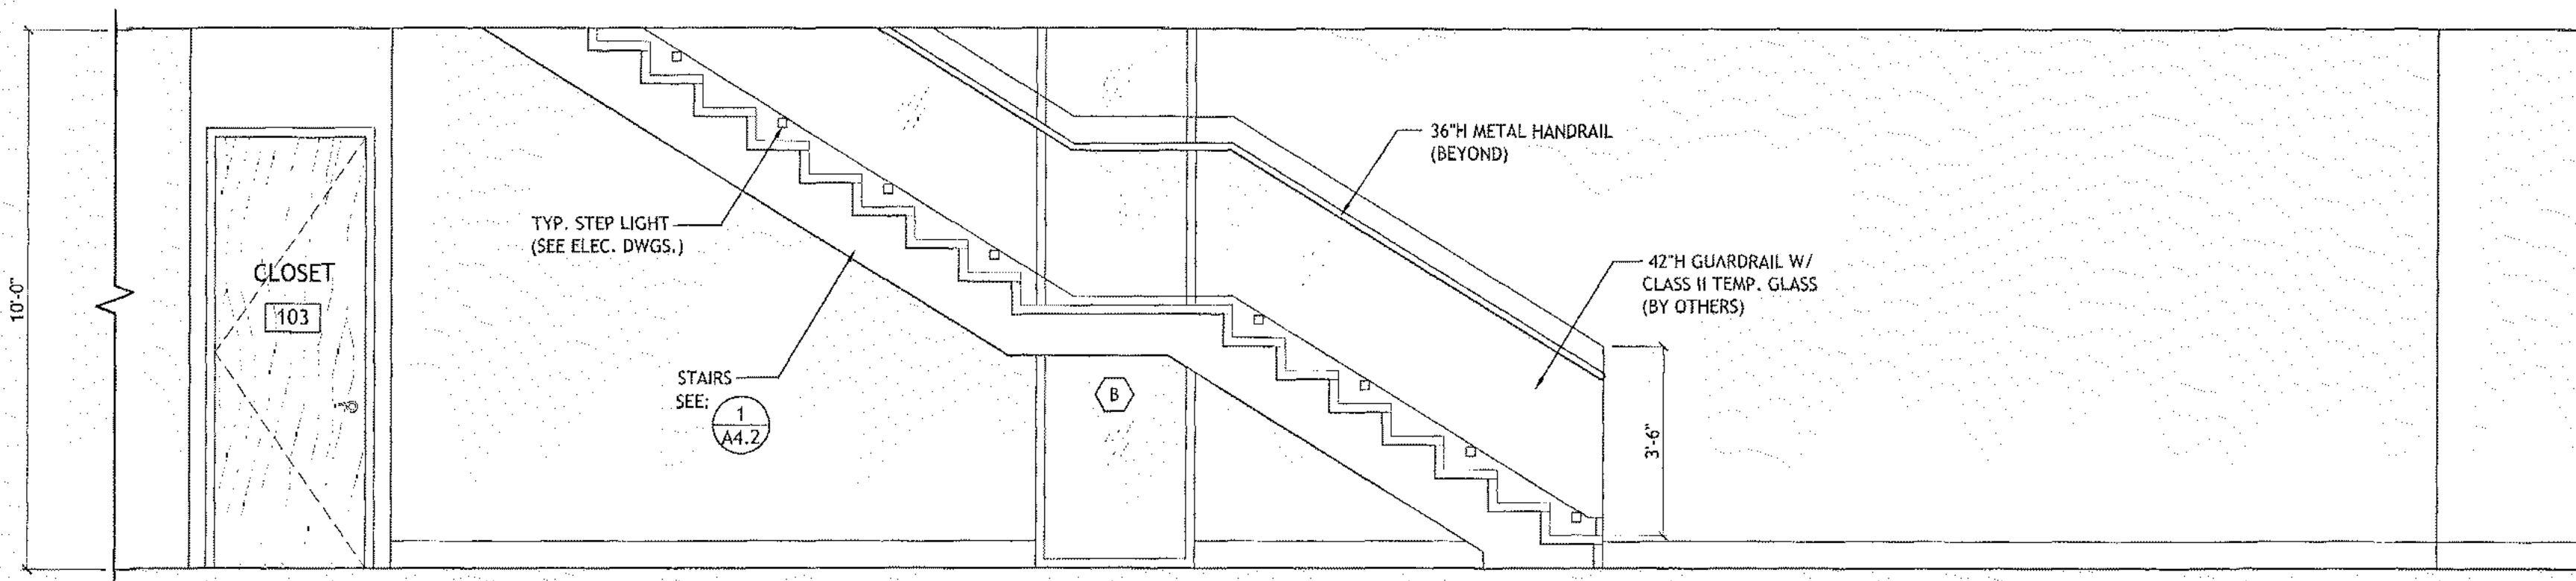 10'-0"
CLOSET
103
TYP. STEP LIGHT
(SEE ELEC. DWGS.)
STAIRS
SEE;
1
A4.2
B
36"H METAL HANDRAIL
(BEYOND)
42"H GUARDRAIL W/
CLASS II TEMP. GLASS
(BY OTHERS)
3'-6"